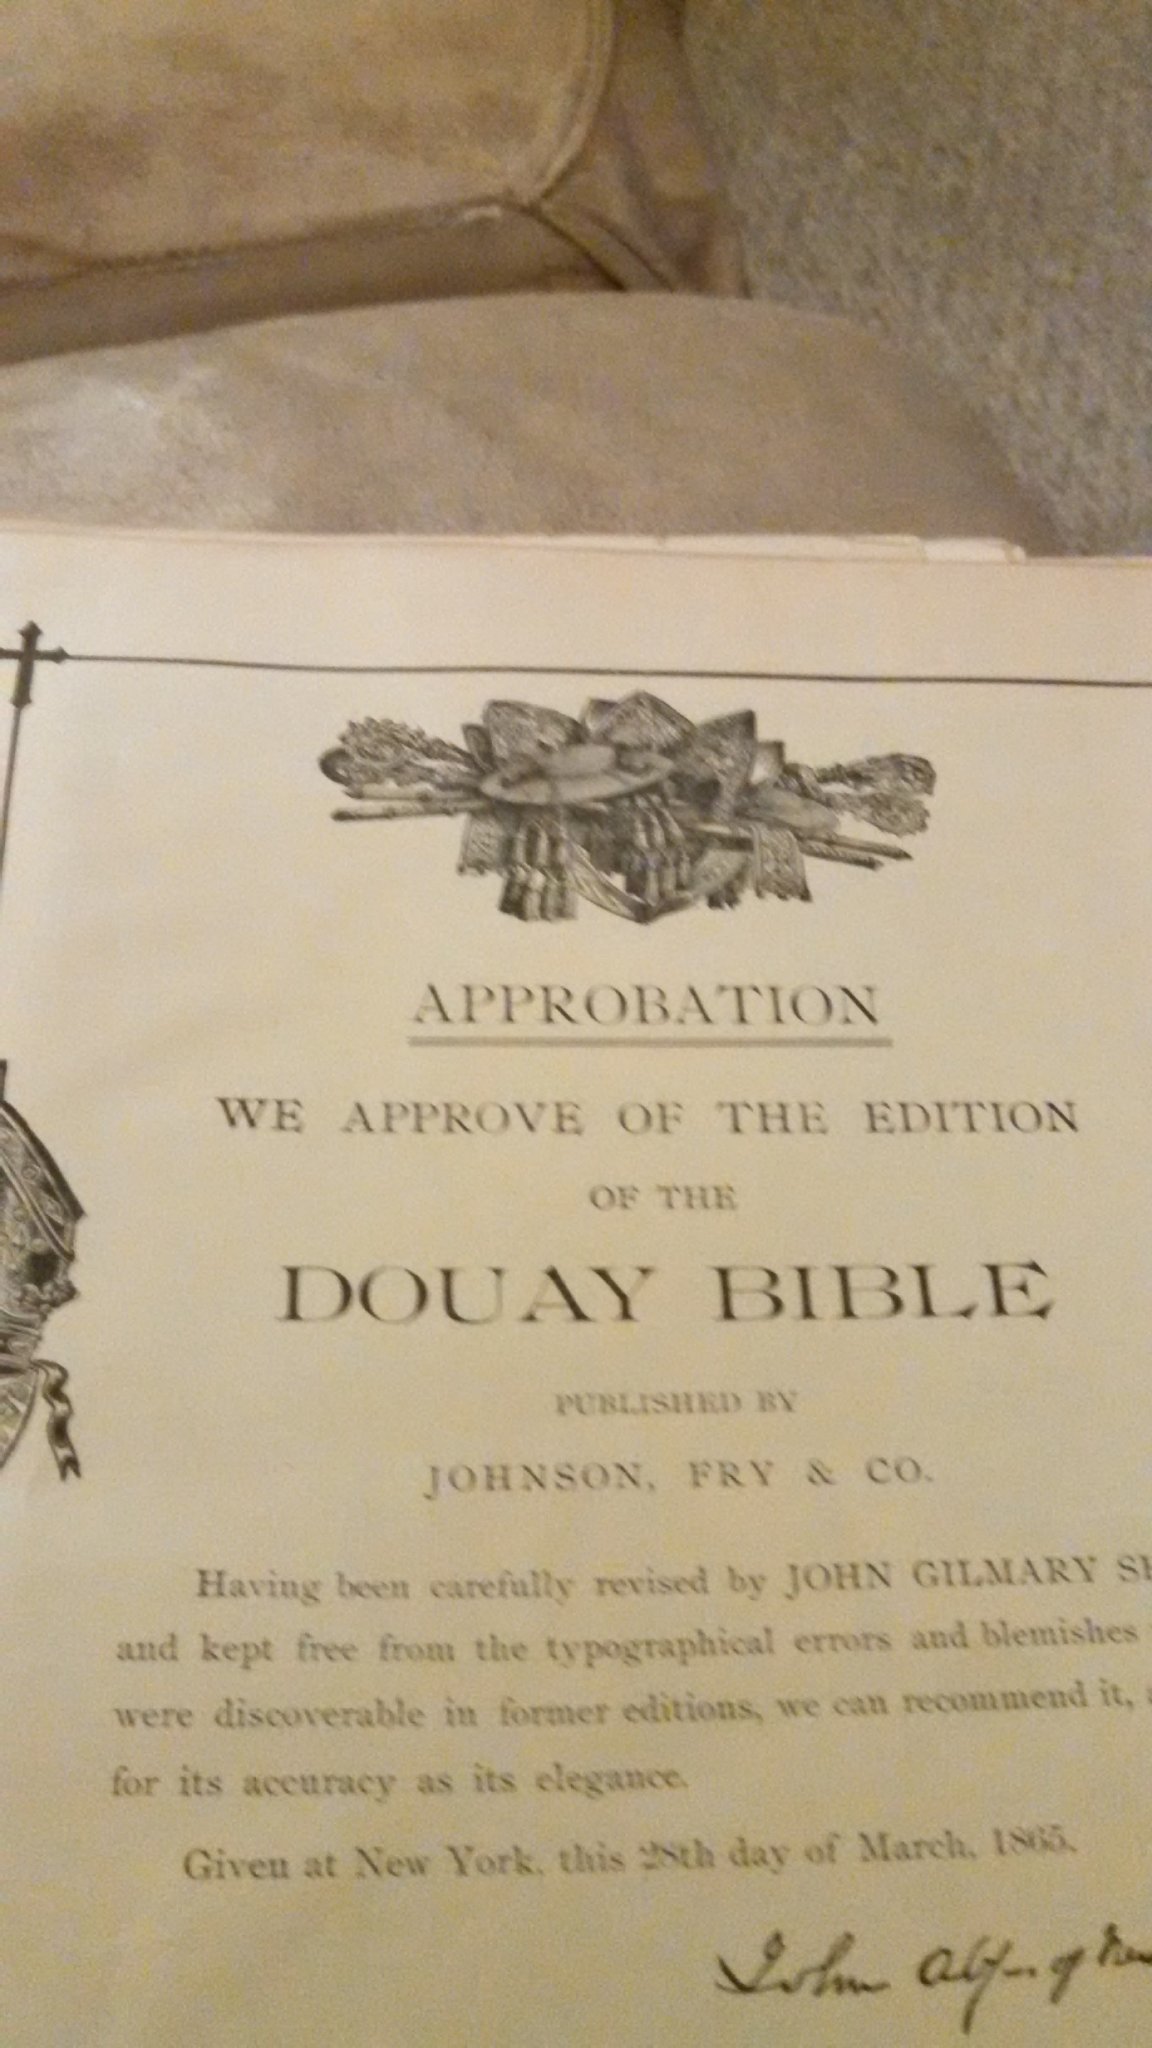 APPROBATION
WE APPROVE OF THE EDITION
OF THE
DOUAY BIBLE
PUBLISHED BY
JOHNSON, FRY & CO.
Having been carefully revised by JOHN GILMARY
and kept free from the typographical errors and blemishes
were discoverable in former editions, we can recommend it,
for its accuracy as its elegance.
Given at New York, this 28th day of March, 1865.
John Abp. of